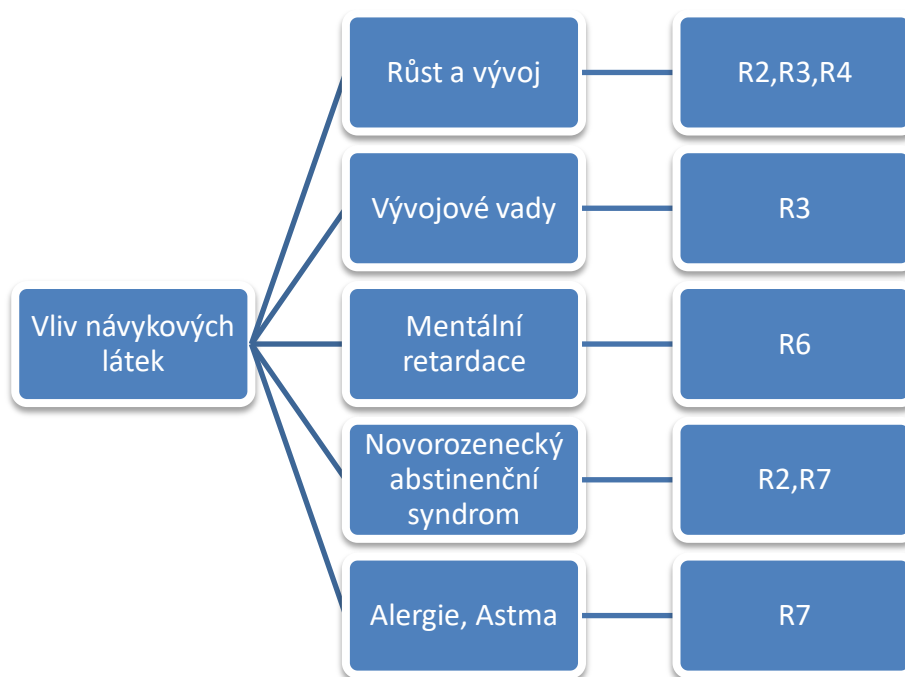 Růst a vývoj
R2,R3,R4
Vývojové vady
R3
Vliv návykových
látek
Mentální
retardace
R6
Novorozenecký
abstinenční
syndrom
R2,R7
Alergie, Astma
R7